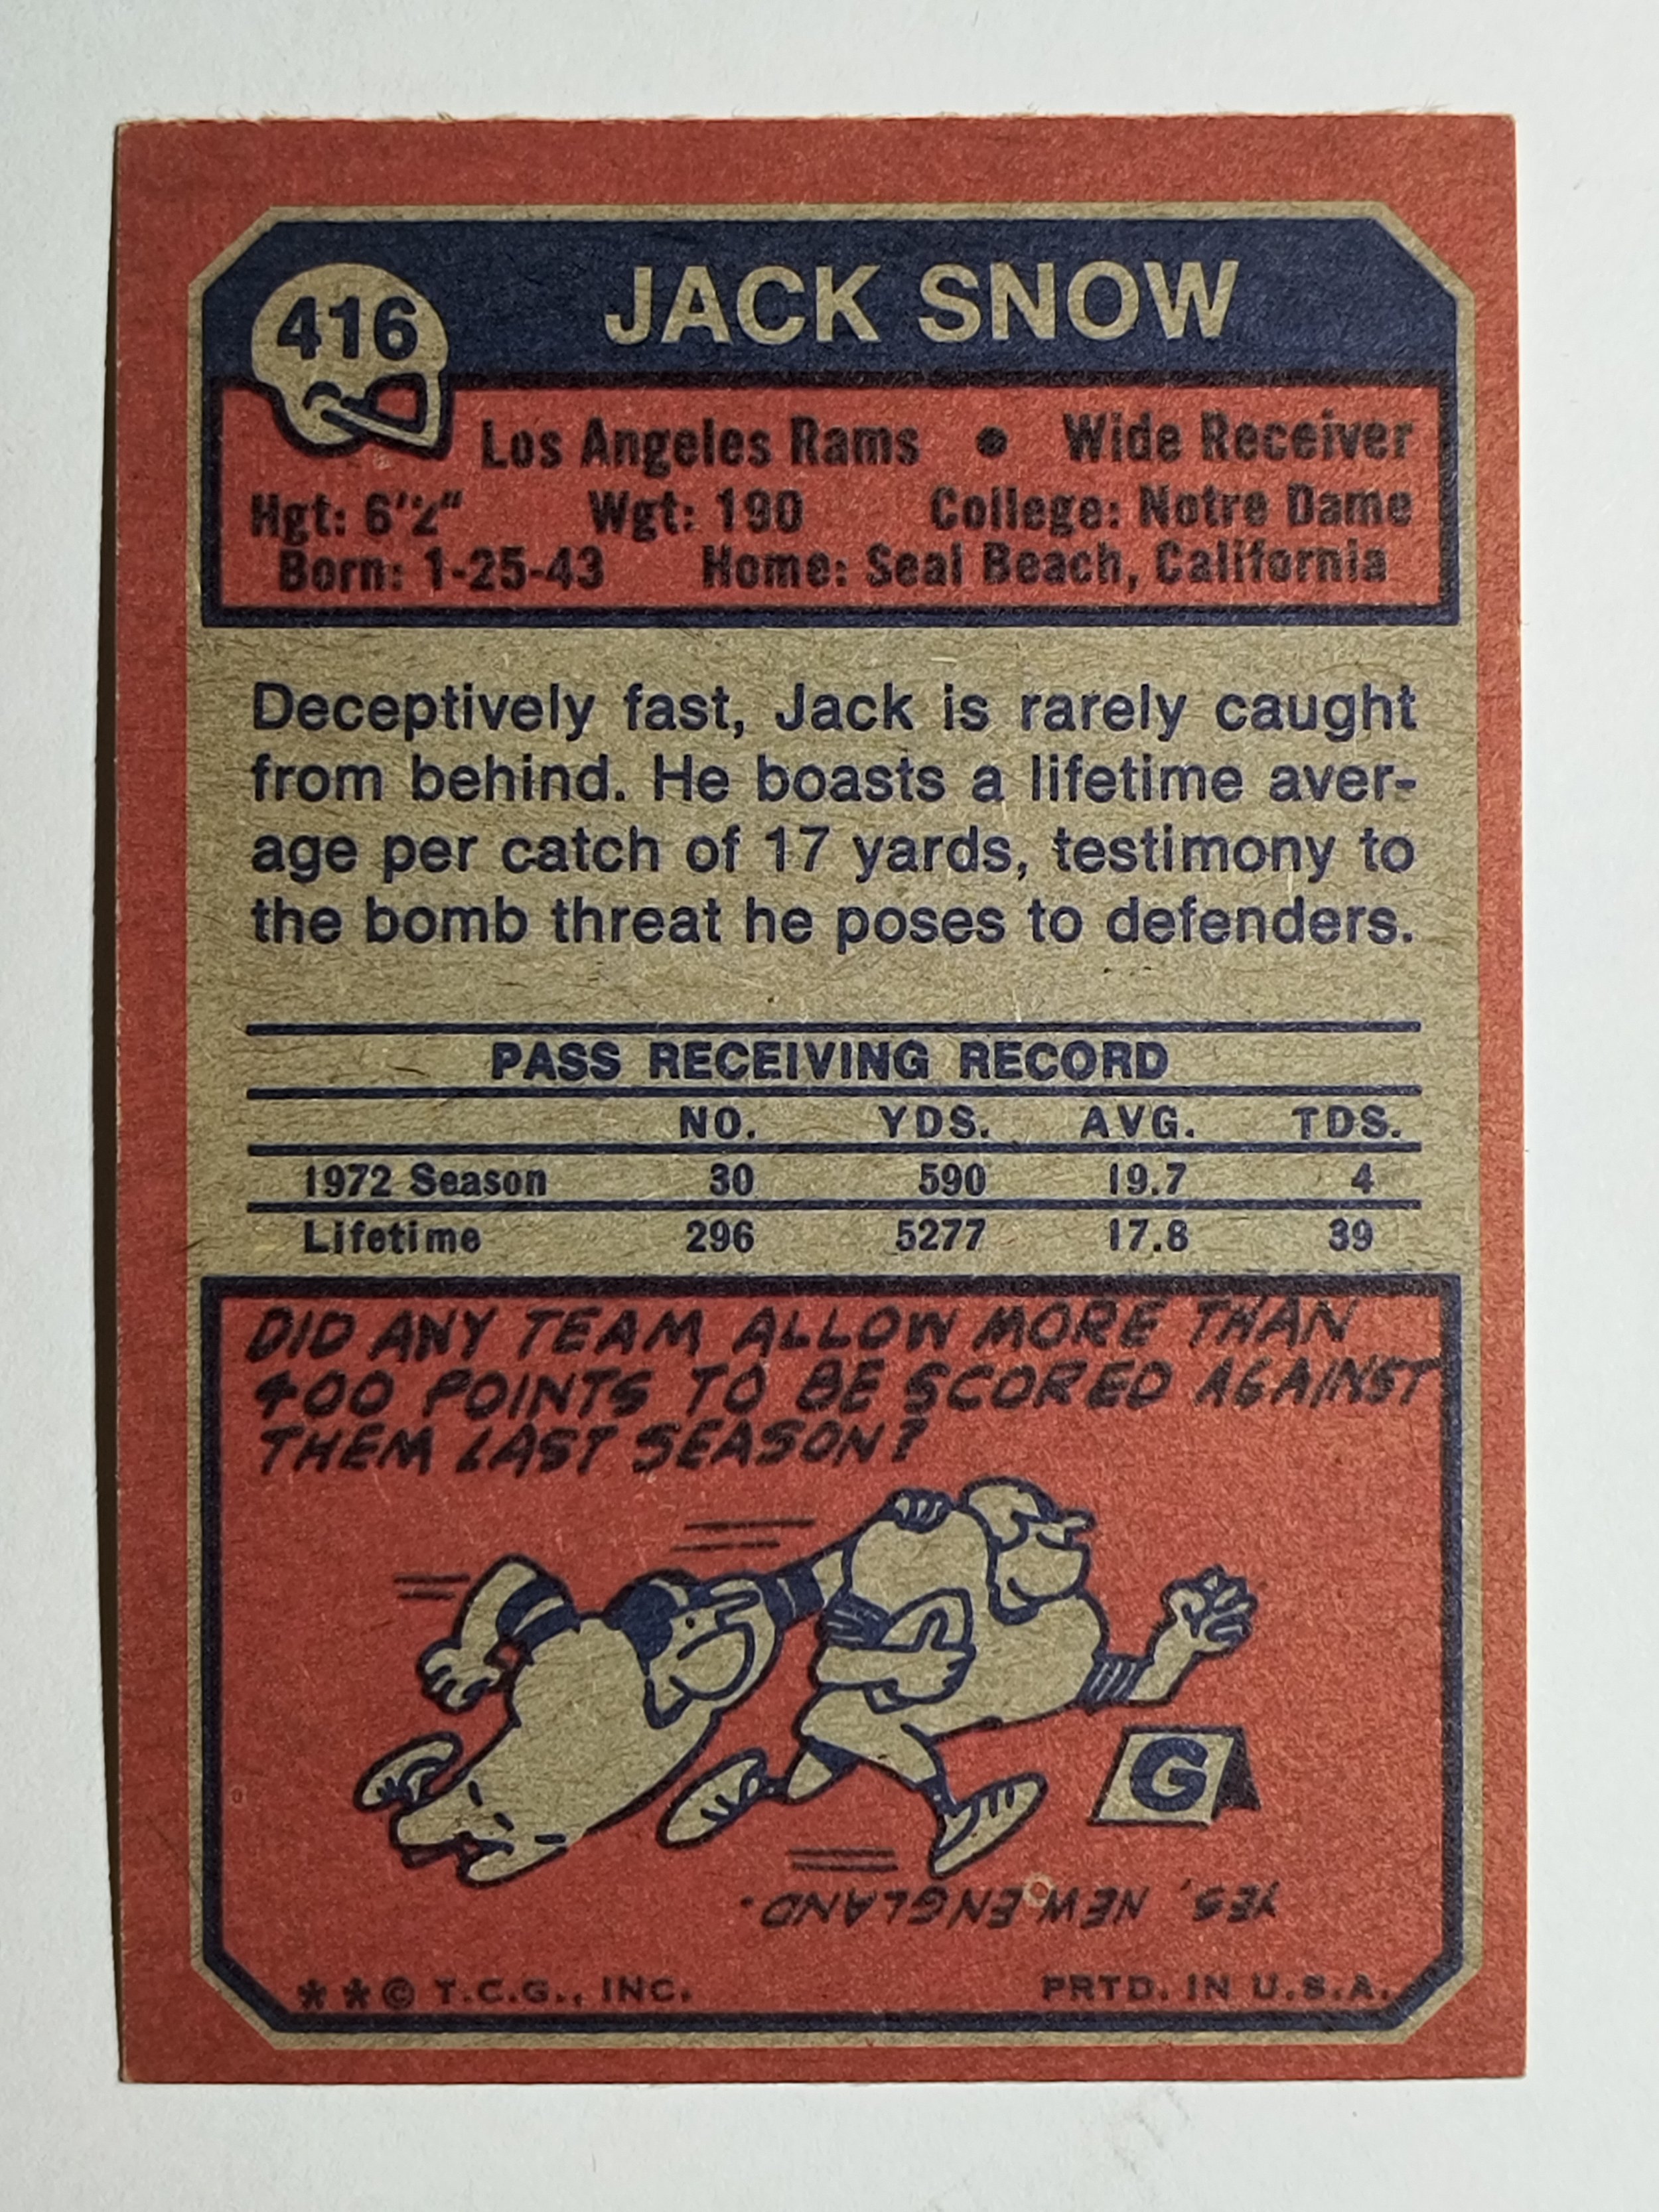 416
JACK SNOW
Los Angeles Rams • Wide Receiver
Hgt: 6'2" Wgt: 190 College: Notre Dame
Born: 1-25-43 Home: Seal Beach, California
Deceptively fast, Jack is rarely caught
from behind. He boasts a lifetime aver-
age per catch of 17 yards, testimony to
the bomb threat he poses to defenders.
PASS RECEIVING RECORD
NO. YDS. AVG. TDS.
1972 Season 30 590 19.7 4
Lifetime 296 5277 17.8 39
DID ANY TEAM ALLOW MORE THAN
400 POINTS TO BE SCORED AGAINST
THEM LAST SEASON?
G
YES, NEW ENGLAND.
**© T.C.G., INC. PRTD. IN U.S.A.